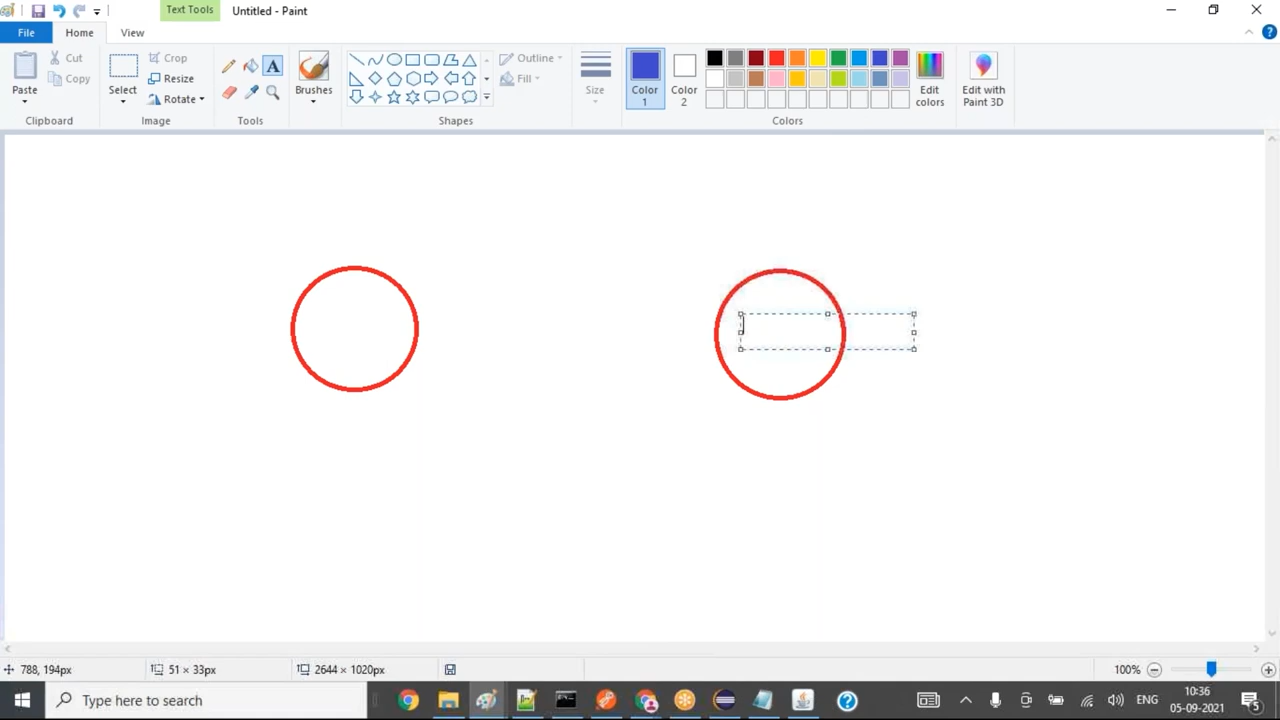 Text Tools
Untitled - Paint
File
Home
View
Paste
Cut
Copy
Clipboard
Select
Crop
Resize
Rotate
Image
A
Tools
Brushes
Shapes
Outline
Fill
Size
Color 1
Color 2
Edit colors
Colors
Edit with Paint 3D
788, 194px
51 × 33px
2644 × 1020px
100%
Type here to search
ENG
10:36
05-09-2021
5